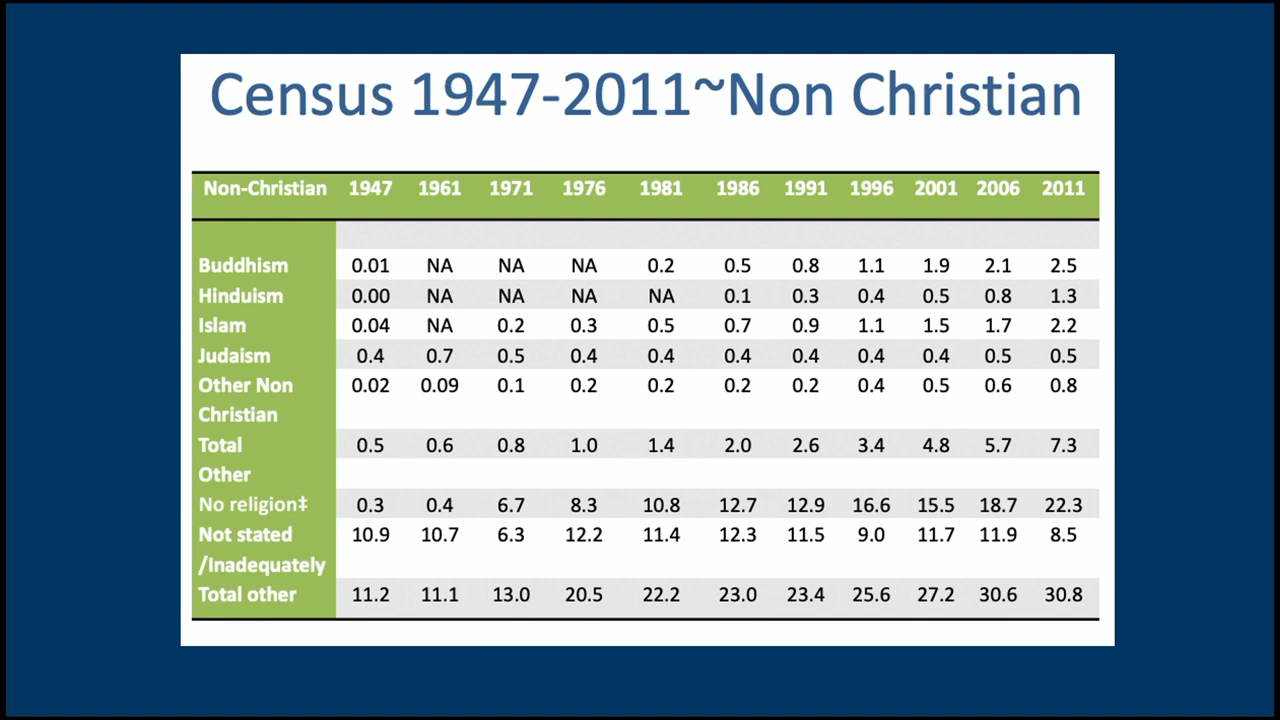 Census 1947-2011~Non Christian
Non-Christian 1947 1961 1971 1976 1981 1986 1991 1996 2001 2006 2011
Buddhism 0.01 NA NA NA 0.2 0.5 0.8 1.1 1.9 2.1 2.5
Hinduism 0.00 NA NA NA NA 0.1 0.3 0.4 0.5 0.8 1.3
Islam 0.04 NA 0.2 0.3 0.5 0.7 0.9 1.1 1.5 1.7 2.2
Judaism 0.4 0.7 0.5 0.4 0.4 0.4 0.4 0.4 0.4 0.5 0.5
Other Non 0.02 0.09 0.1 0.2 0.2 0.2 0.2 0.4 0.5 0.6 0.8
Christian
Total 0.5 0.6 0.8 1.0 1.4 2.0 2.6 3.4 4.8 5.7 7.3
Other
No religion‡ 0.3 0.4 6.7 8.3 10.8 12.7 12.9 16.6 15.5 18.7 22.3
Not stated 10.9 10.7 6.3 12.2 11.4 12.3 11.5 9.0 11.7 11.9 8.5
/Inadequately
Total other 11.2 11.1 13.0 20.5 22.2 23.0 23.4 25.6 27.2 30.6 30.8